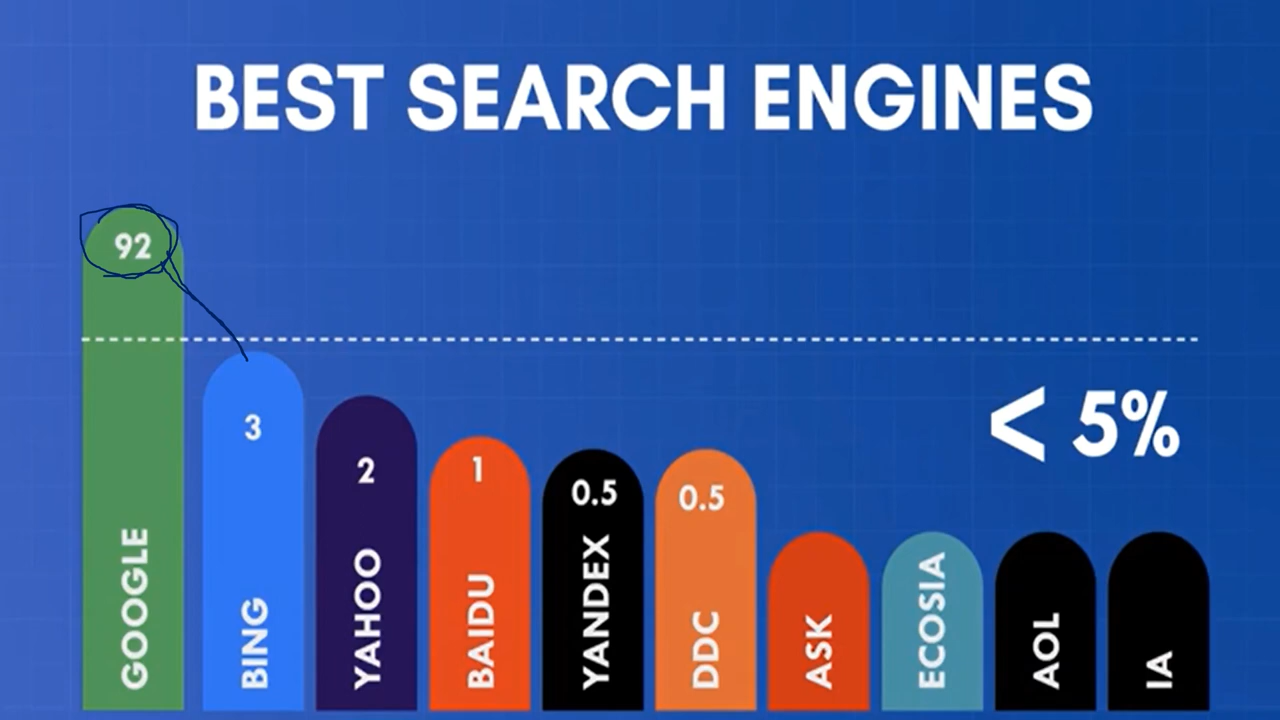 BEST SEARCH ENGINES
92
3
2
1
0.5
0.5
< 5%
GOOGLE
BING
YAHOO
BAIDU
YANDEX
DDC
ASK
ECOSIA
AOL
IA